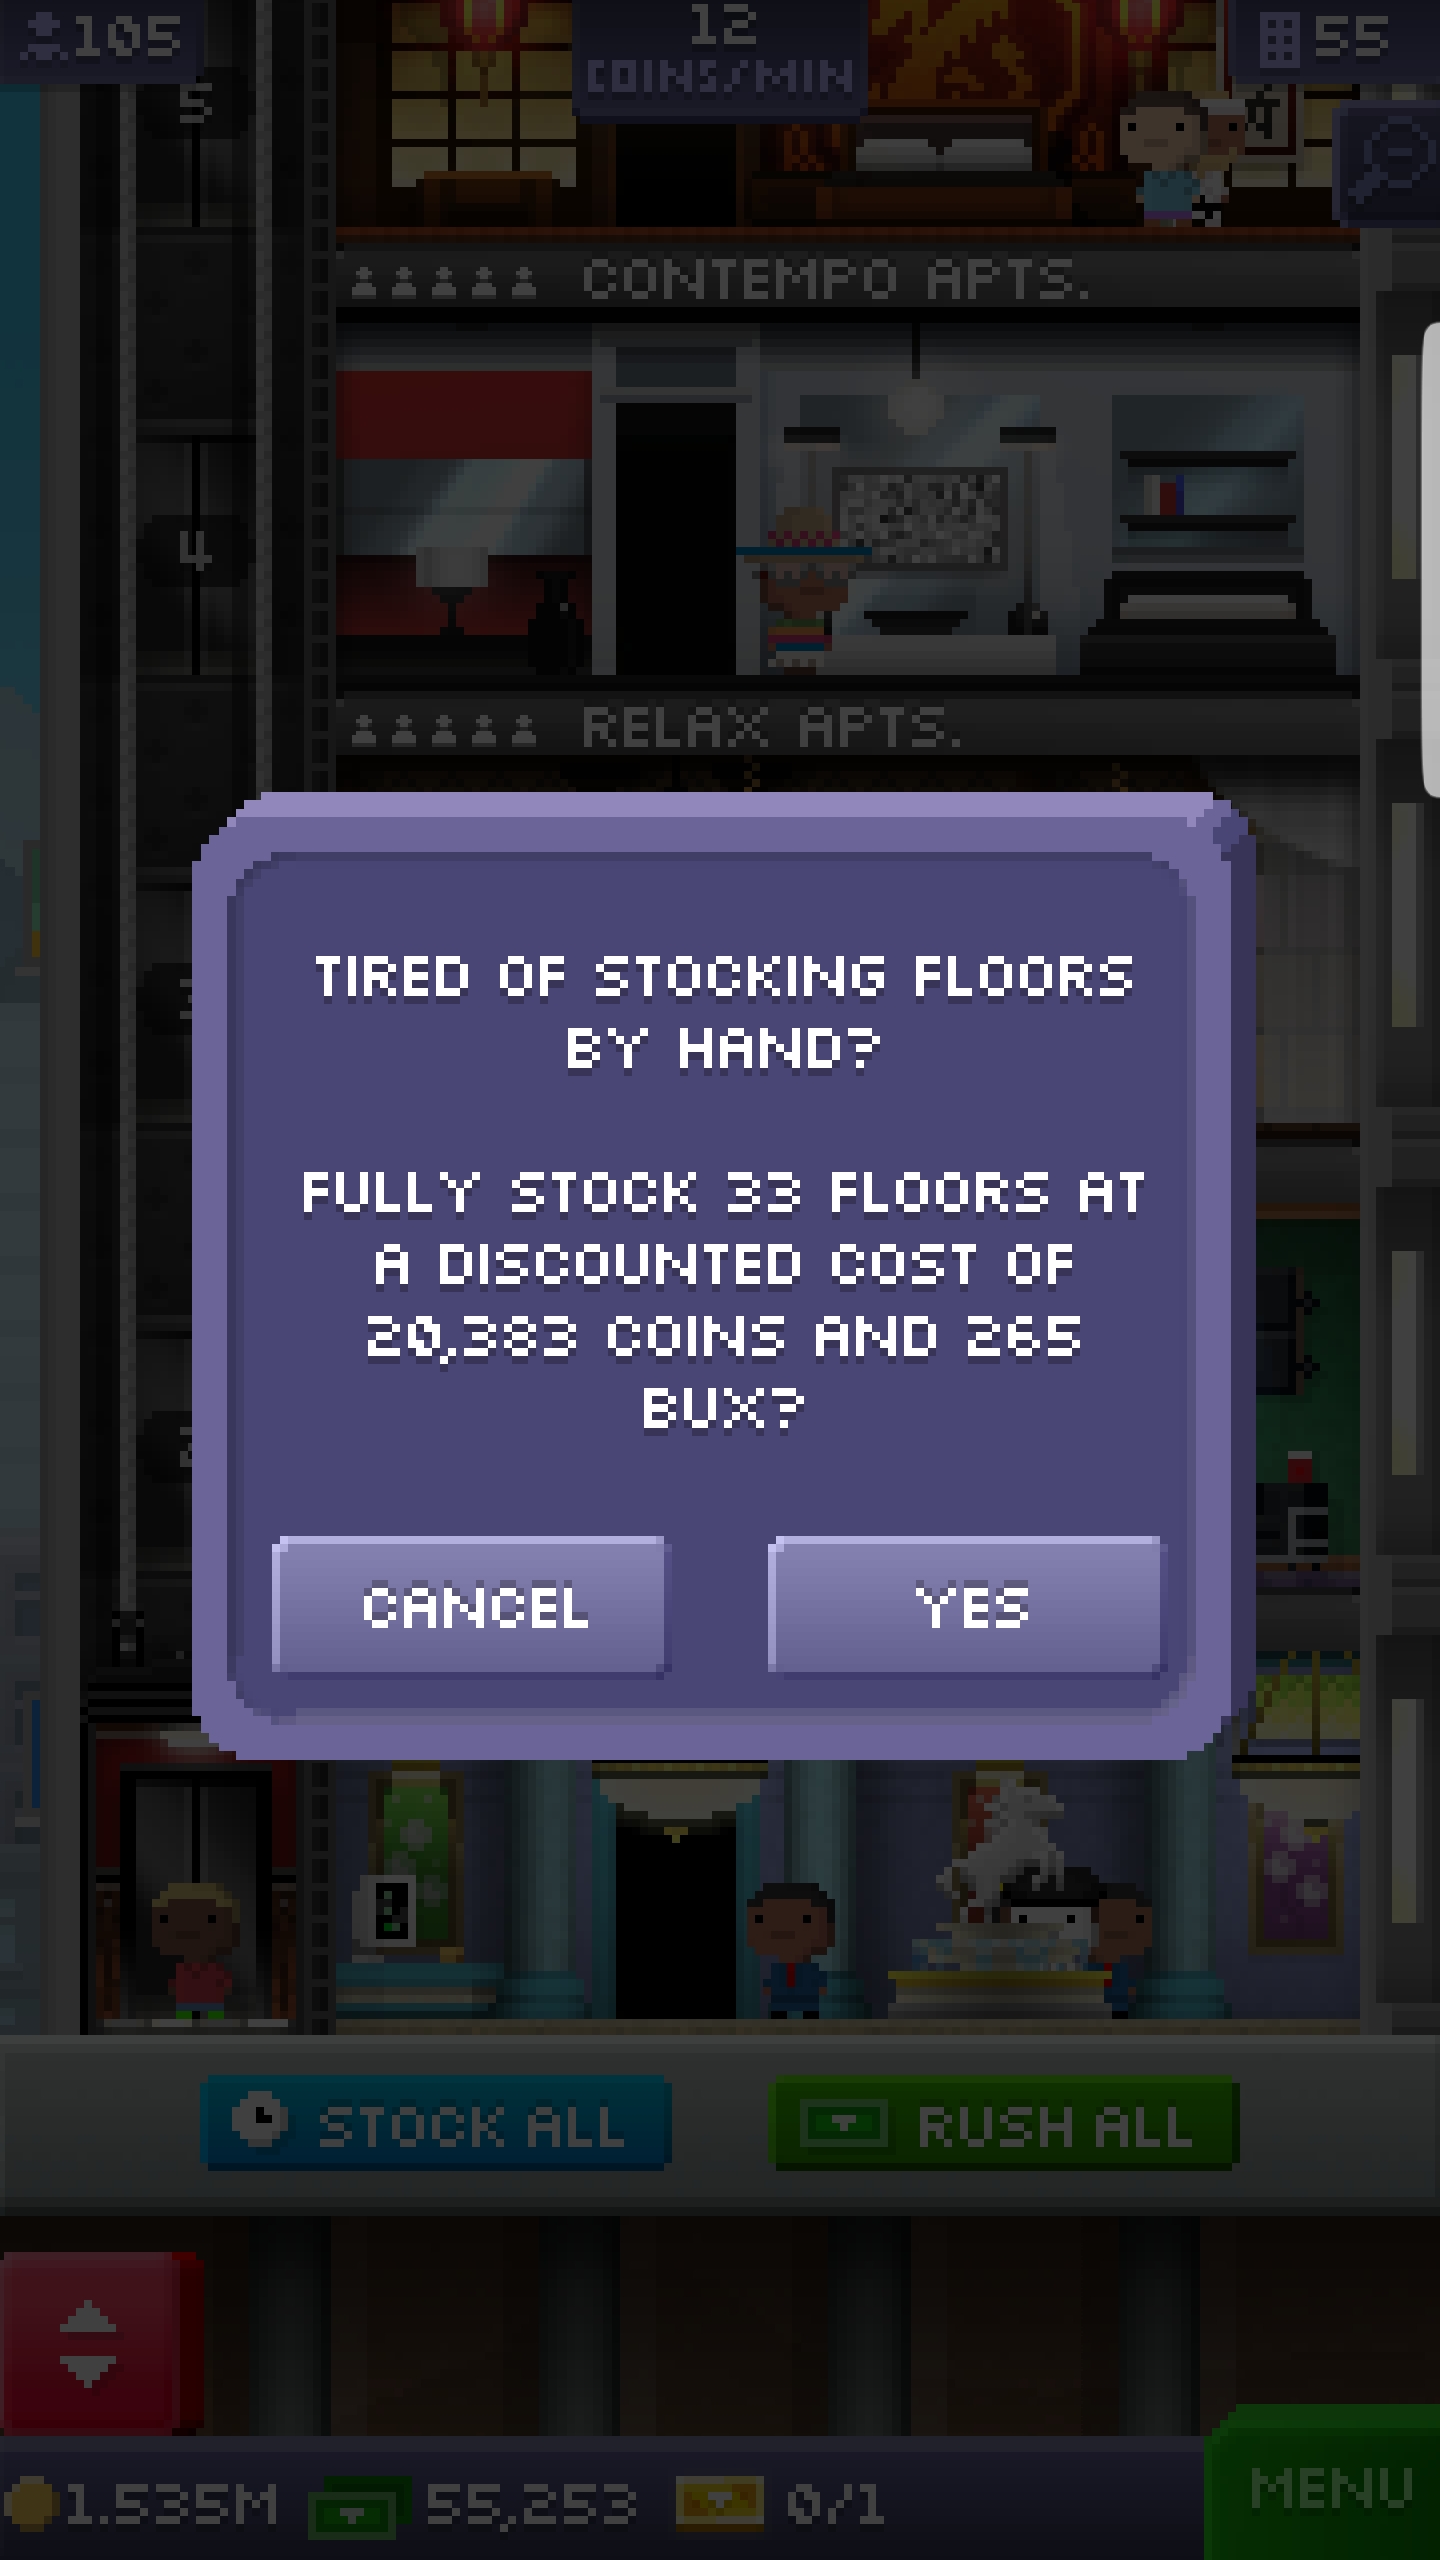 105
12
COINS/MIN
55
5
CONTEMPO APTS.
4
RELAX APTS.
TIRED OF STOCKING FLOORS
BY HAND?
FULLY STOCK 33 FLOORS AT
A DISCOUNTED COST OF
20,383 COINS AND 265
BUX?
CANCEL
YES
STOCK ALL
RUSH ALL
1.535M
55,253
0/1
MENU